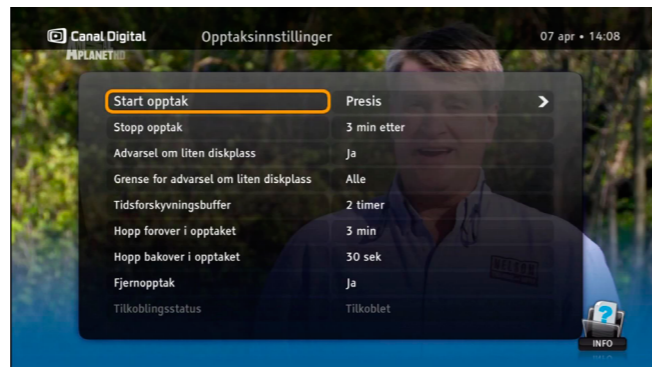 Canal Digital Opptaksinnstillinger 07 apr • 14:08
APLANET HD
Start opptak Presis
Stopp opptak 3 min etter
Advarsel om liten diskplass Ja
Grense for advarsel om liten diskplass Alle
Tidsforskyvningsbuffer 2 timer
Hopp forover i opptaket 3 min
Hopp bakover i opptaket 30 sek
Fjernopptak Ja
Tilkoblingsstatus Tilkoblet
?
INFO